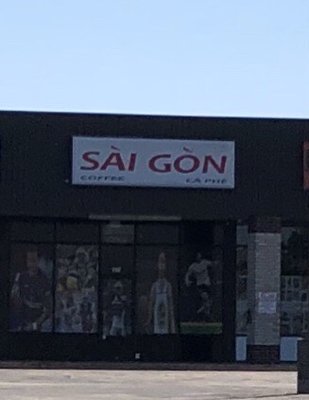 SÀI GÒN
COFFEE CÀ PHÊ